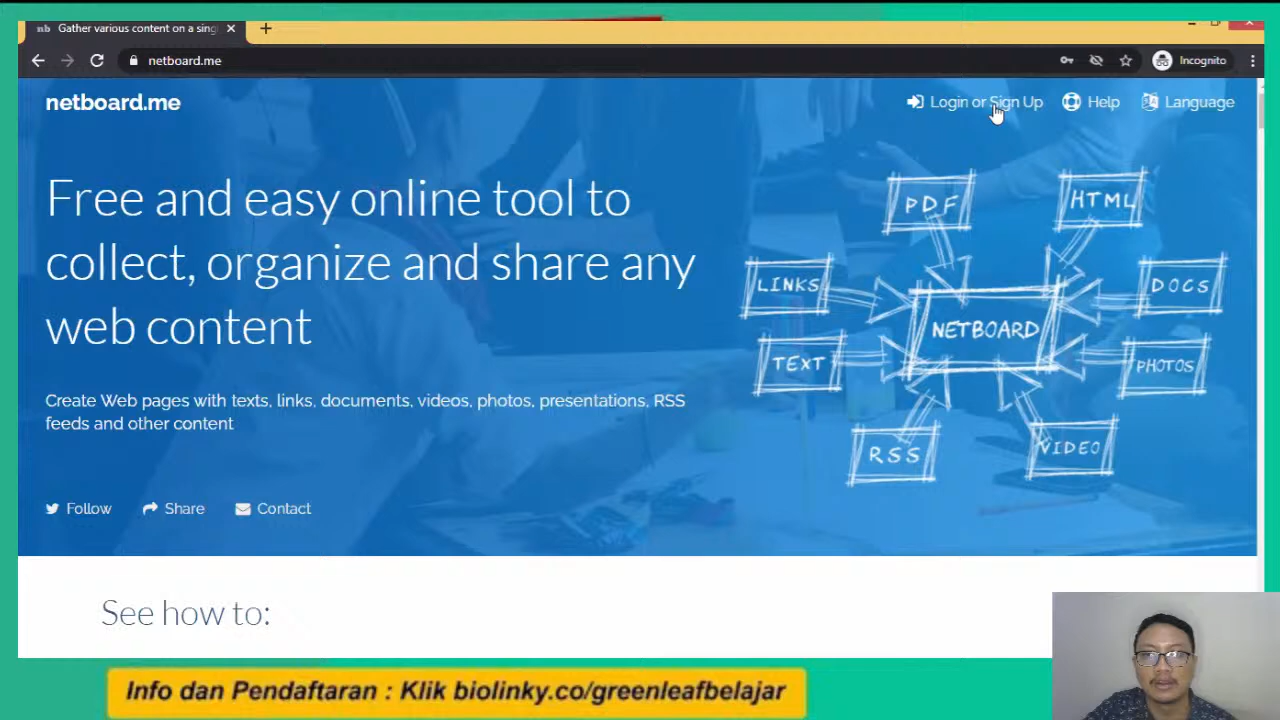 nb Gather various content on a sing
netboard.me
Incognito
netboard.me
Login or Sign Up
Help
Language
Free and easy online tool to
collect, organize and share any
web content
Create Web pages with texts, links, documents, videos, photos, presentations, RSS
feeds and other content
Follow
Share
Contact
PDF
HTML
LINKS
DOCS
NETBOARD
TEXT
PHOTOS
RSS
VIDEO
See how to:
Info dan Pendaftaran : Klik biolinky.co/greenleafbelajar